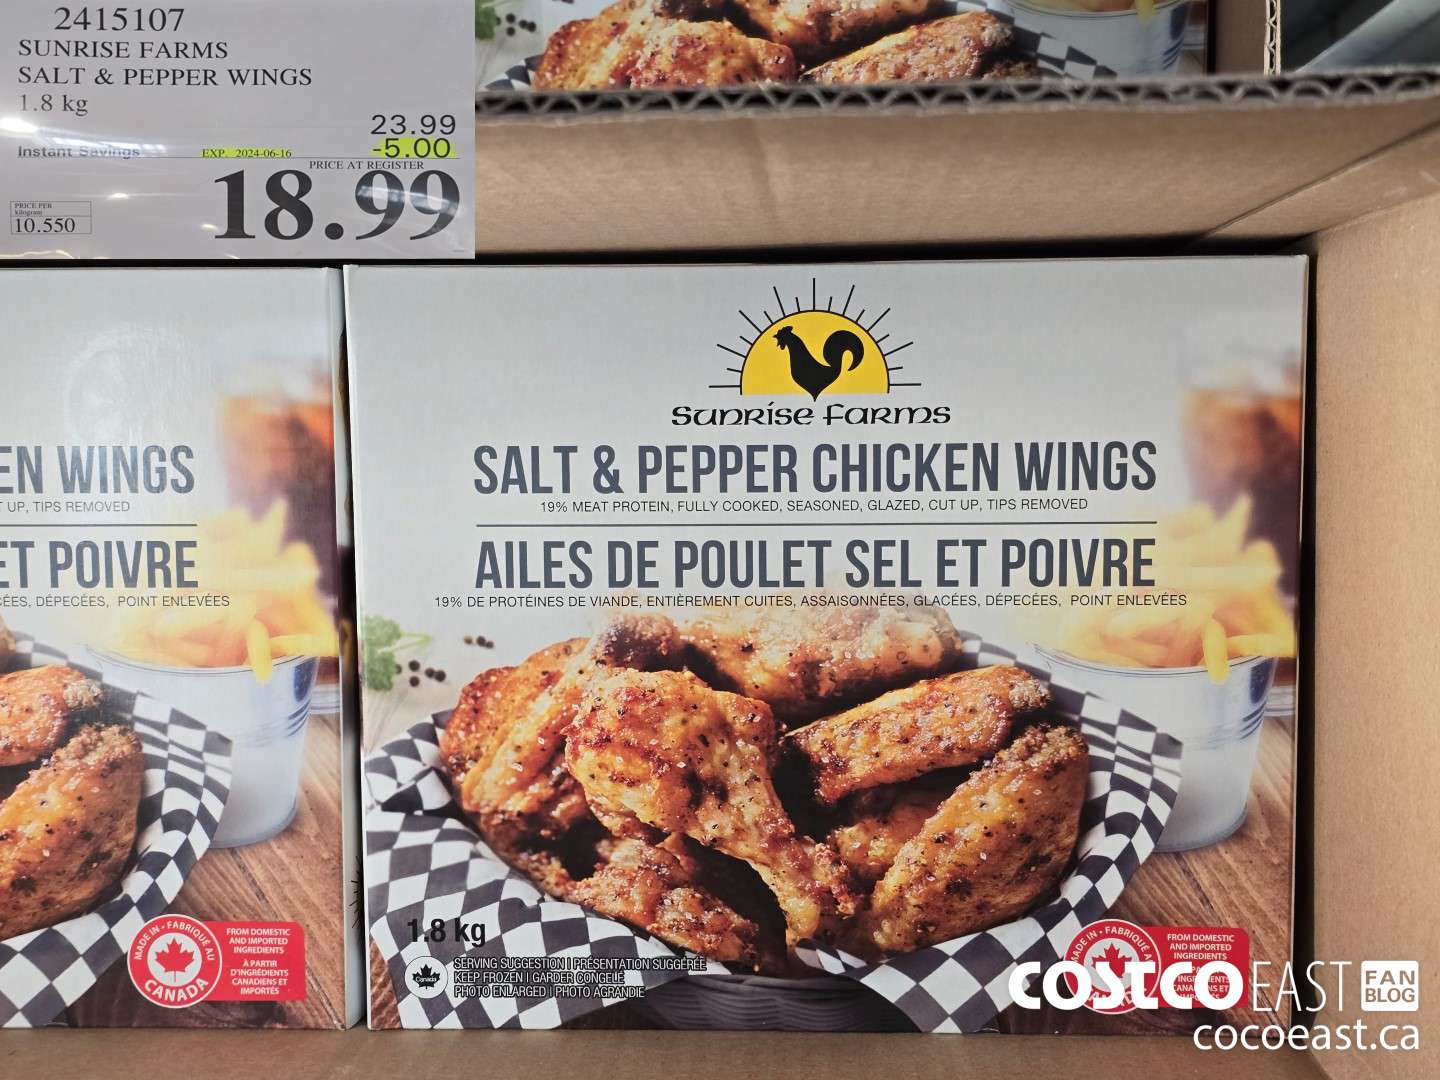 2415107
SUNRISE FARMS
SALT & PEPPER WINGS
1.8 kg
23.99
Instant Savings EXP. 2024-06-16 -5.00
PRICE AT REGISTER
18.99
PRICE PER
kilogram
10.550
EN WINGS
T UP, TIPS REMOVED
ET POIVRE
CÉES, DÉPECÉES, POINT ENLEVÉES
MADE IN • FABRIQUÉ AU
CANADA
FROM DOMESTIC
AND IMPORTED
INGREDIENTS
À PARTIR
D'INGRÉDIENTS
CANADIENS ET
IMPORTÉS
Sunrise Farms
SALT & PEPPER CHICKEN WINGS
19% MEAT PROTEIN, FULLY COOKED, SEASONED, GLAZED, CUT UP, TIPS REMOVED
AILES DE POULET SEL ET POIVRE
19% DE PROTÉINES DE VIANDE, ENTIÈREMENT CUITES, ASSAISONNÉES, GLACÉES, DÉPECÉES, POINT ENLEVÉES
1.8 kg
Canada
SERVING SUGGESTION | PRÉSENTATION SUGGÉRÉE
KEEP FROZEN | GARDER CONGELÉ
PHOTO ENLARGED | PHOTO AGRANDIE
MADE IN • FABRIQUÉ
FROM DOMESTIC
AND IMPORTED
INGREDIENTS
COSTCO EAST FAN BLOG
cocoeast.ca